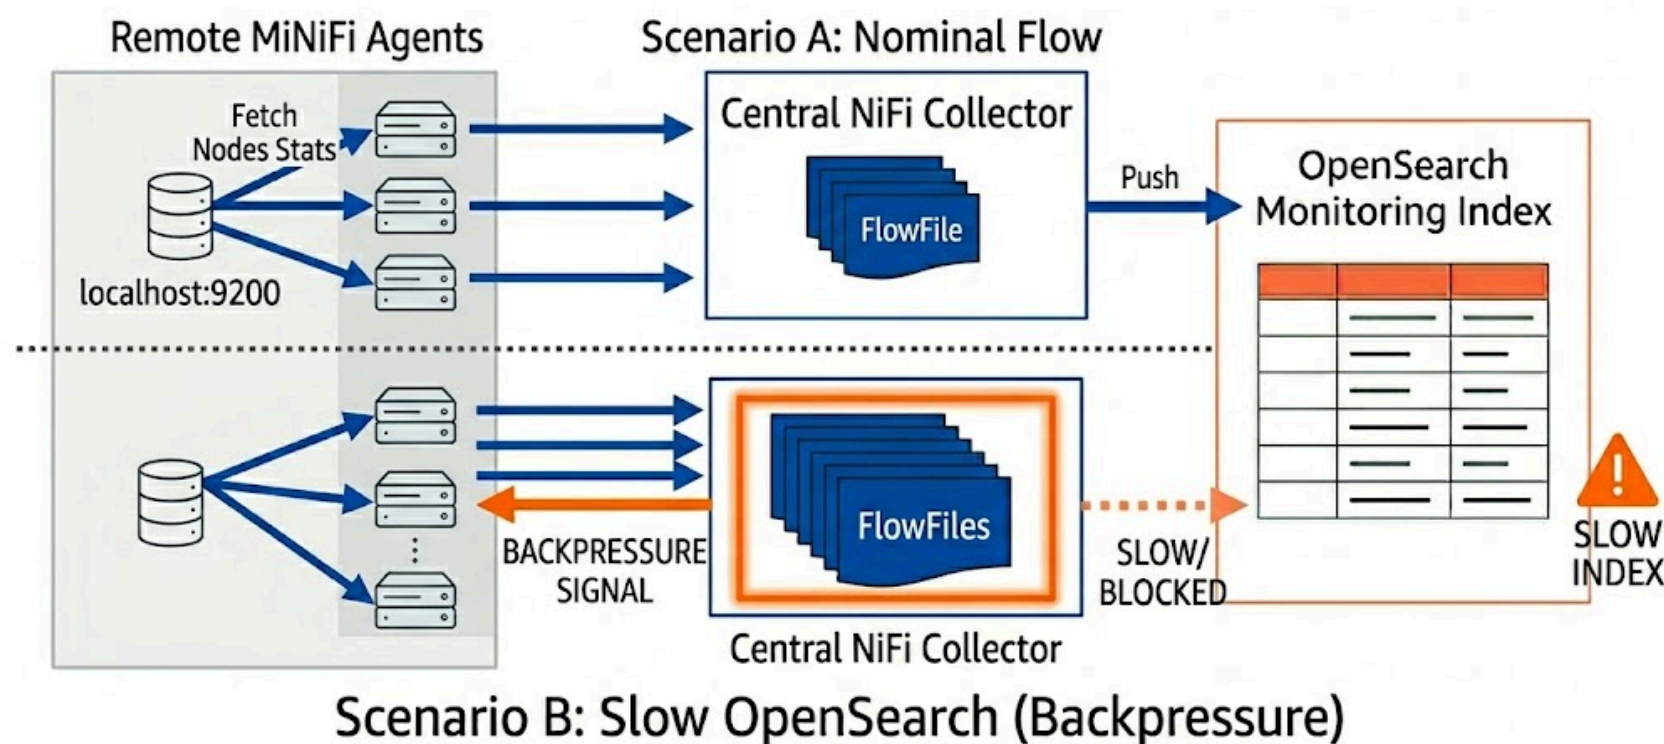 Remote MiNiFi Agents
Scenario A: Nominal Flow
Fetch
Nodes Stats
localhost:9200
Central NiFi Collector
FlowFile
Push
OpenSearch
Monitoring Index
BACKPRESSURE
SIGNAL
FlowFiles
Central NiFi Collector
SLOW/
BLOCKED
SLOW
INDEX
Scenario B: Slow OpenSearch (Backpressure)